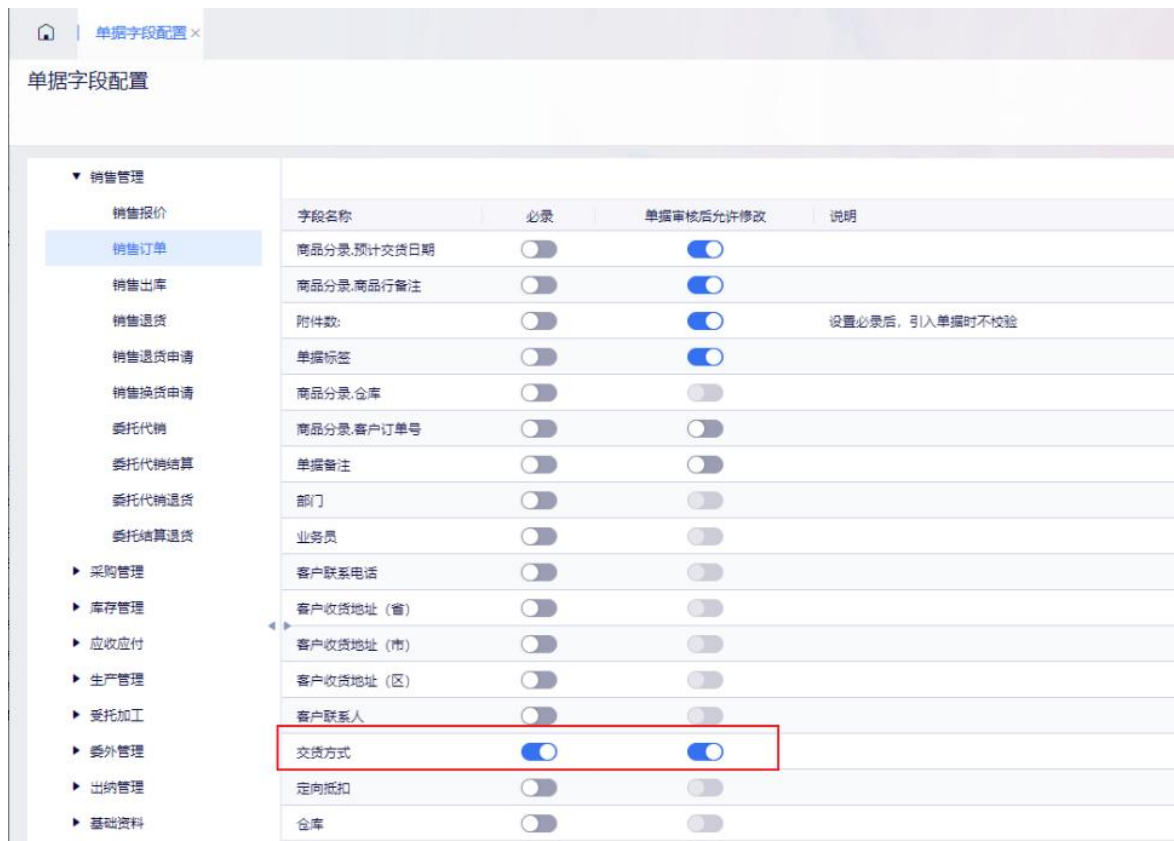 单据字段配置 ×
单据字段配置
▼ 销售管理
销售报价
销售订单
销售出库
销售退货
销售退货申请
销售换货申请
委托代销
委托代销结算
委托代销退货
委托结算退货
▶ 采购管理
▶ 库存管理
▶ 应收应付
▶ 生产管理
▶ 受托加工
▶ 委外管理
▶ 出纳管理
▶ 基础资料
字段名称 必录 单据审核后允许修改 说明
商品分录.预计交货日期
商品分录.商品行备注
附件数: 设置必录后，引入单据时不校验
单据标签
商品分录.仓库
商品分录.客户订单号
单据备注
部门
业务员
客户联系电话
客户收货地址（省）
客户收货地址（市）
客户收货地址（区）
客户联系人
交货方式
定向抵扣
仓库